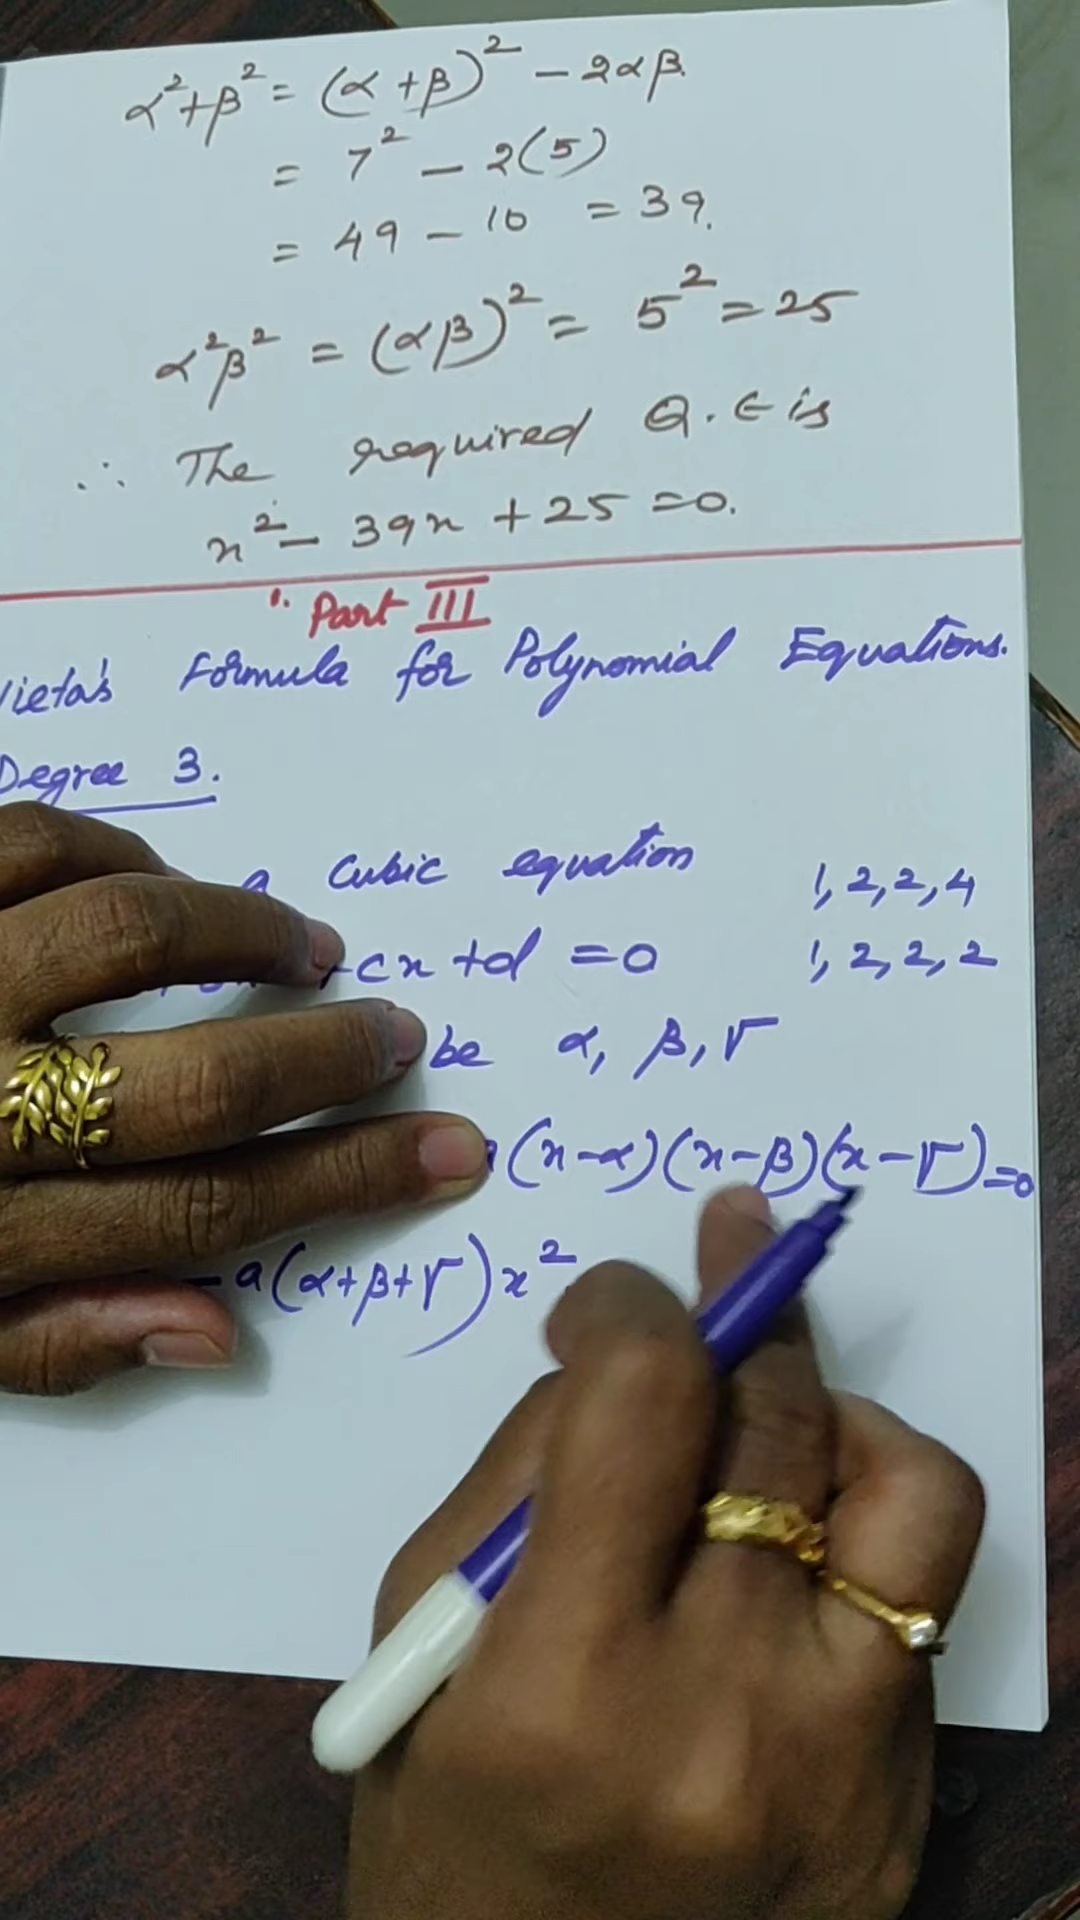 α²+β² = (α+β)² − 2αβ.
= 7² − 2(5)
= 49 − 10 = 39.
α²β² = (αβ)² = 5² = 25
∴ The required Q.E is
x² − 39x + 25 = 0.
Part III
Vieta's Formula for Polynomial Equations.
Degree 3.
a Cubic equation
1, 2, 2, 4
+cx + d = 0
1, 2, 2, 2
be α, β, γ
(x−α)(x−β)(x−γ)=0
−a(α+β+γ)x²